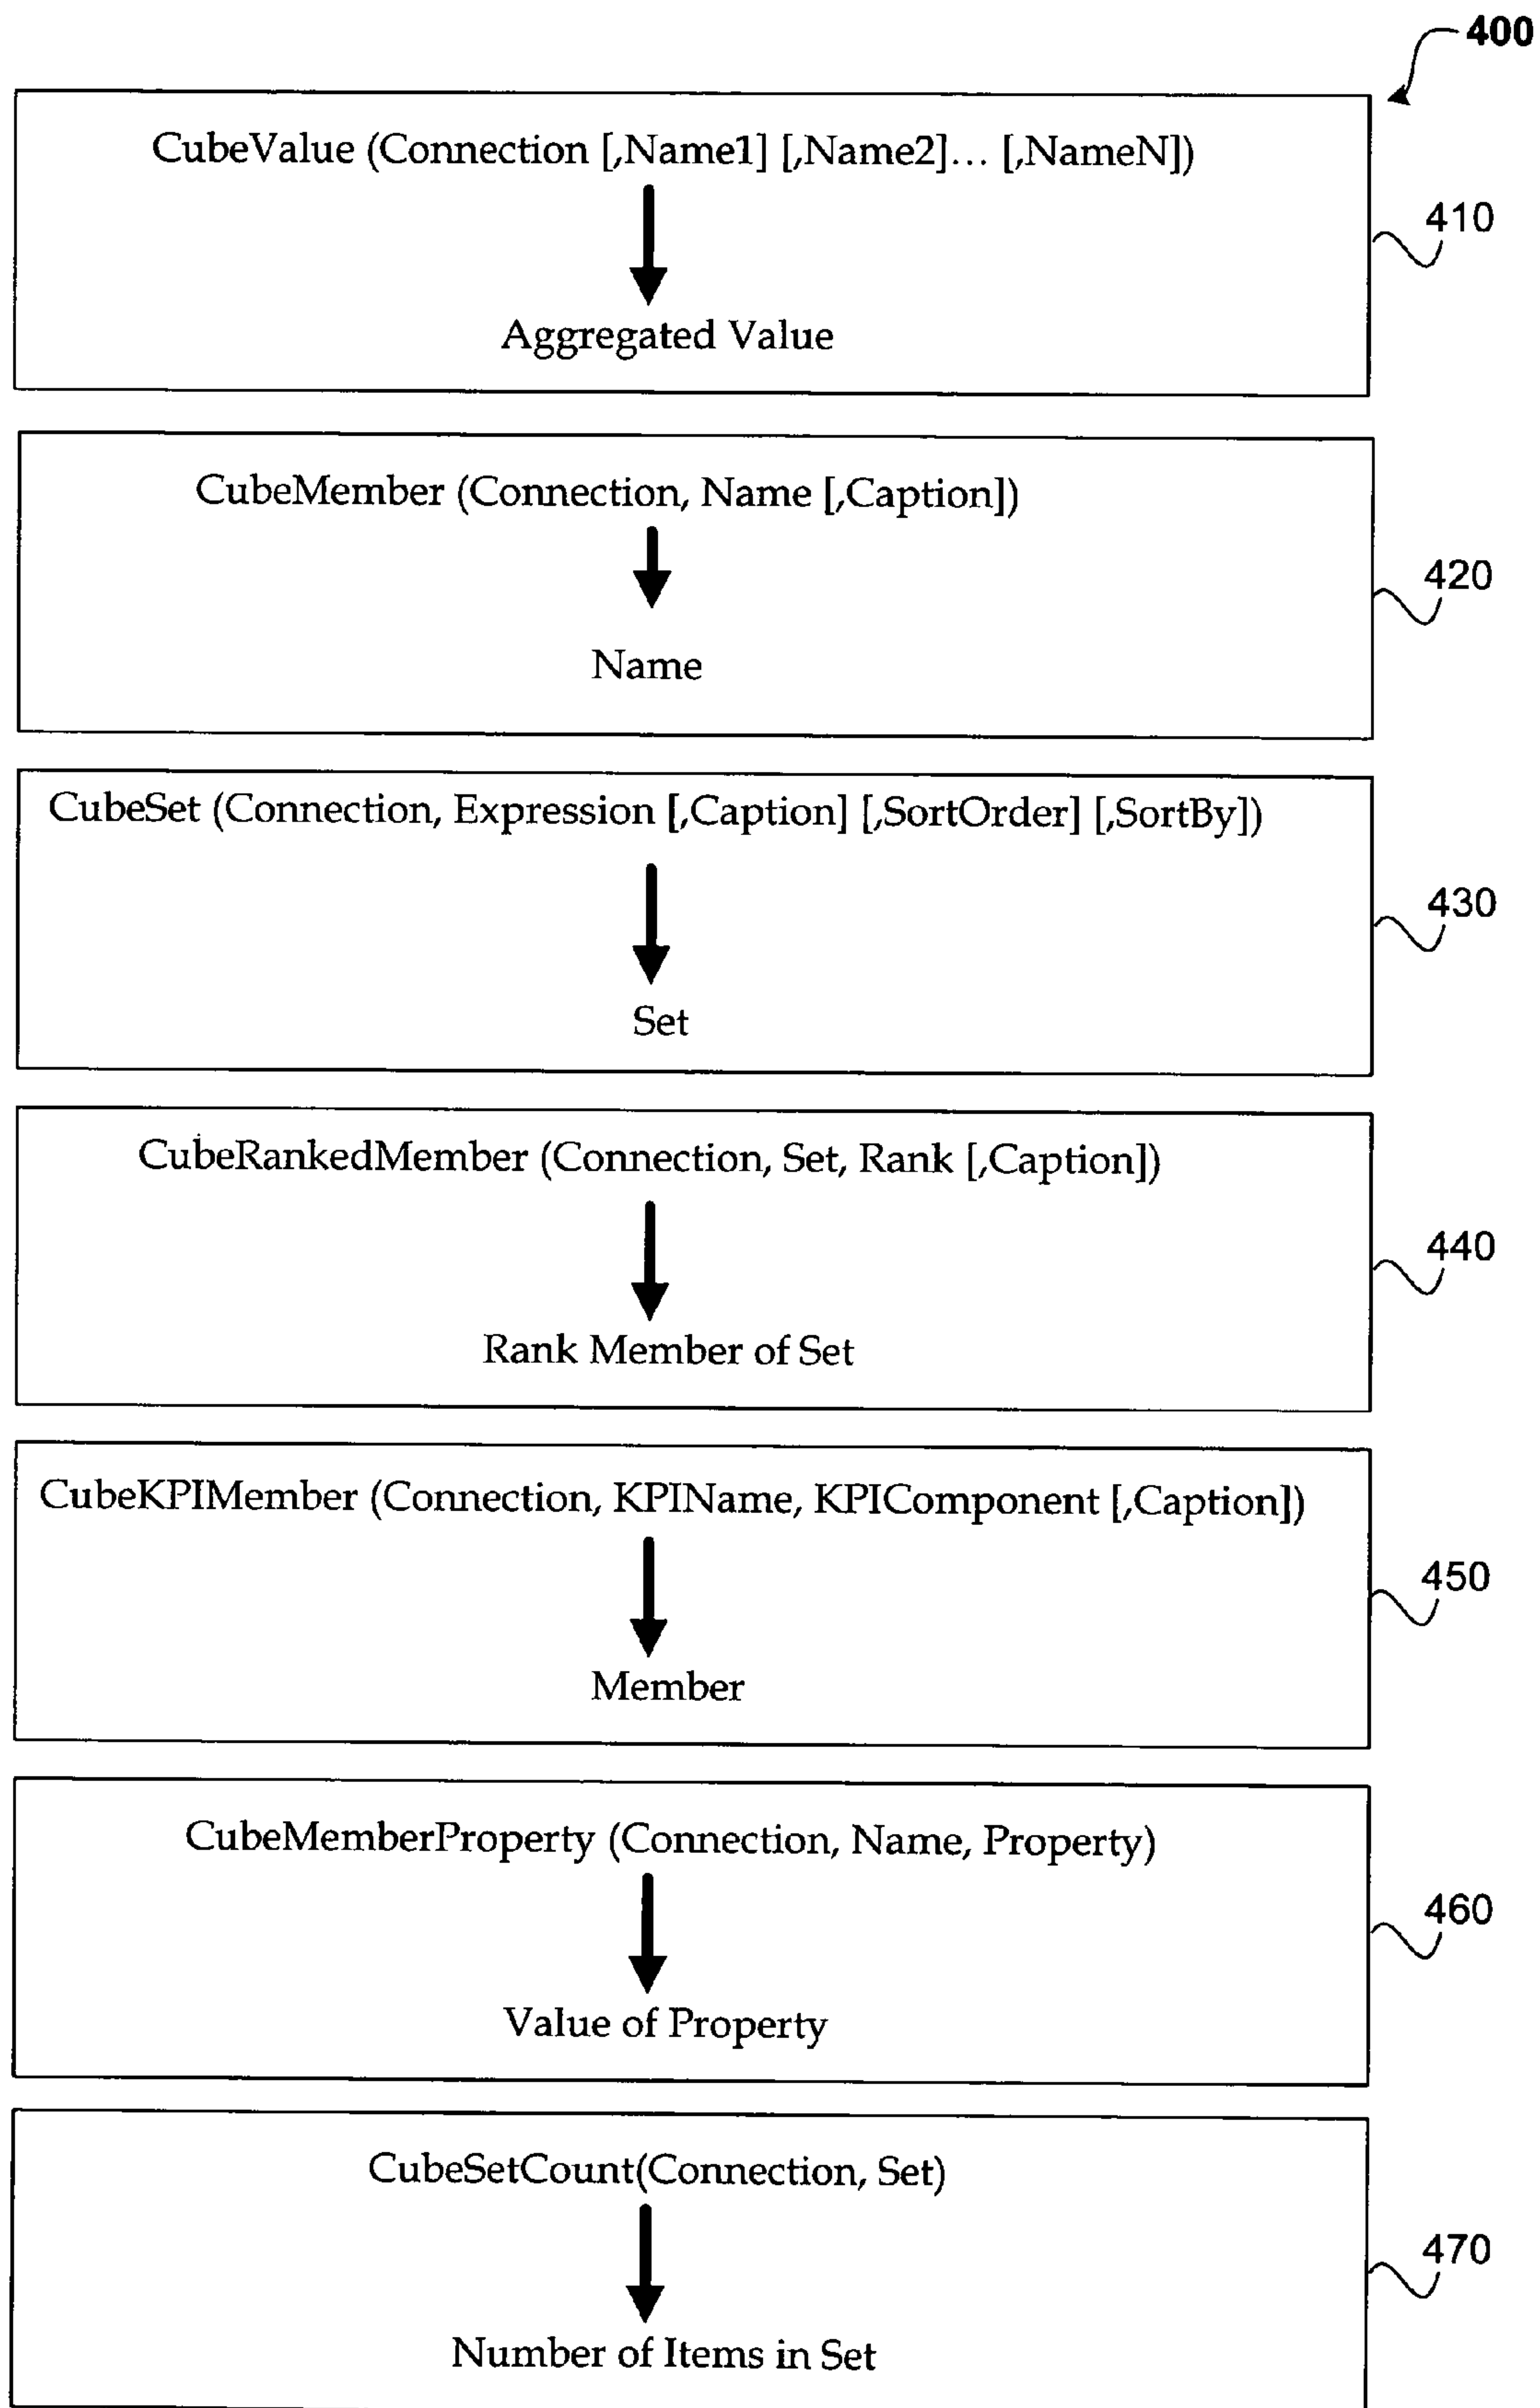 400
CubeValue (Connection [,Name1] [,Name2]... [,NameN])
410
Aggregated Value
CubeMember (Connection, Name [,Caption])
420
Name
CubeSet (Connection, Expression [,Caption] [,SortOrder] [,SortBy])
430
Set
CubeRankedMember (Connection, Set, Rank [,Caption])
440
Rank Member of Set
CubeKPIMember (Connection, KPIName, KPIComponent [,Caption])
450
Member
CubeMemberProperty (Connection, Name, Property)
460
Value of Property
CubeSetCount(Connection, Set)
470
Number of Items in Set